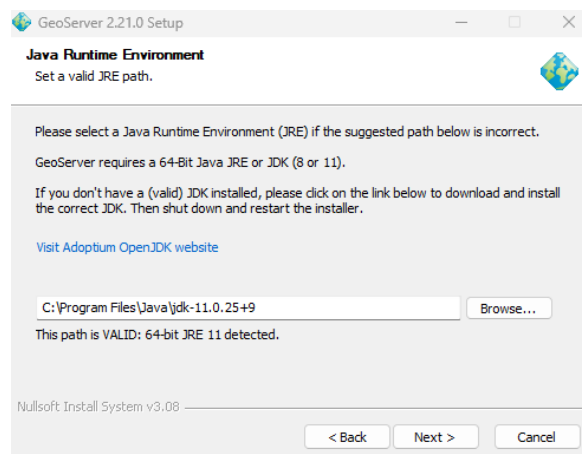 GeoServer 2.21.0 Setup
Java Runtime Environment
Set a valid JRE path.
Please select a Java Runtime Environment (JRE) if the suggested path below is incorrect.
GeoServer requires a 64-Bit Java JRE or JDK (8 or 11).
If you don't have a (valid) JDK installed, please click on the link below to download and install
the correct JDK. Then shut down and restart the installer.
Visit Adoptium OpenJDK website
C:\Program Files\Java\jdk-11.0.25+9
Browse...
This path is VALID: 64-bit JRE 11 detected.
Nullsoft Install System v3.08
< Back
Next >
Cancel